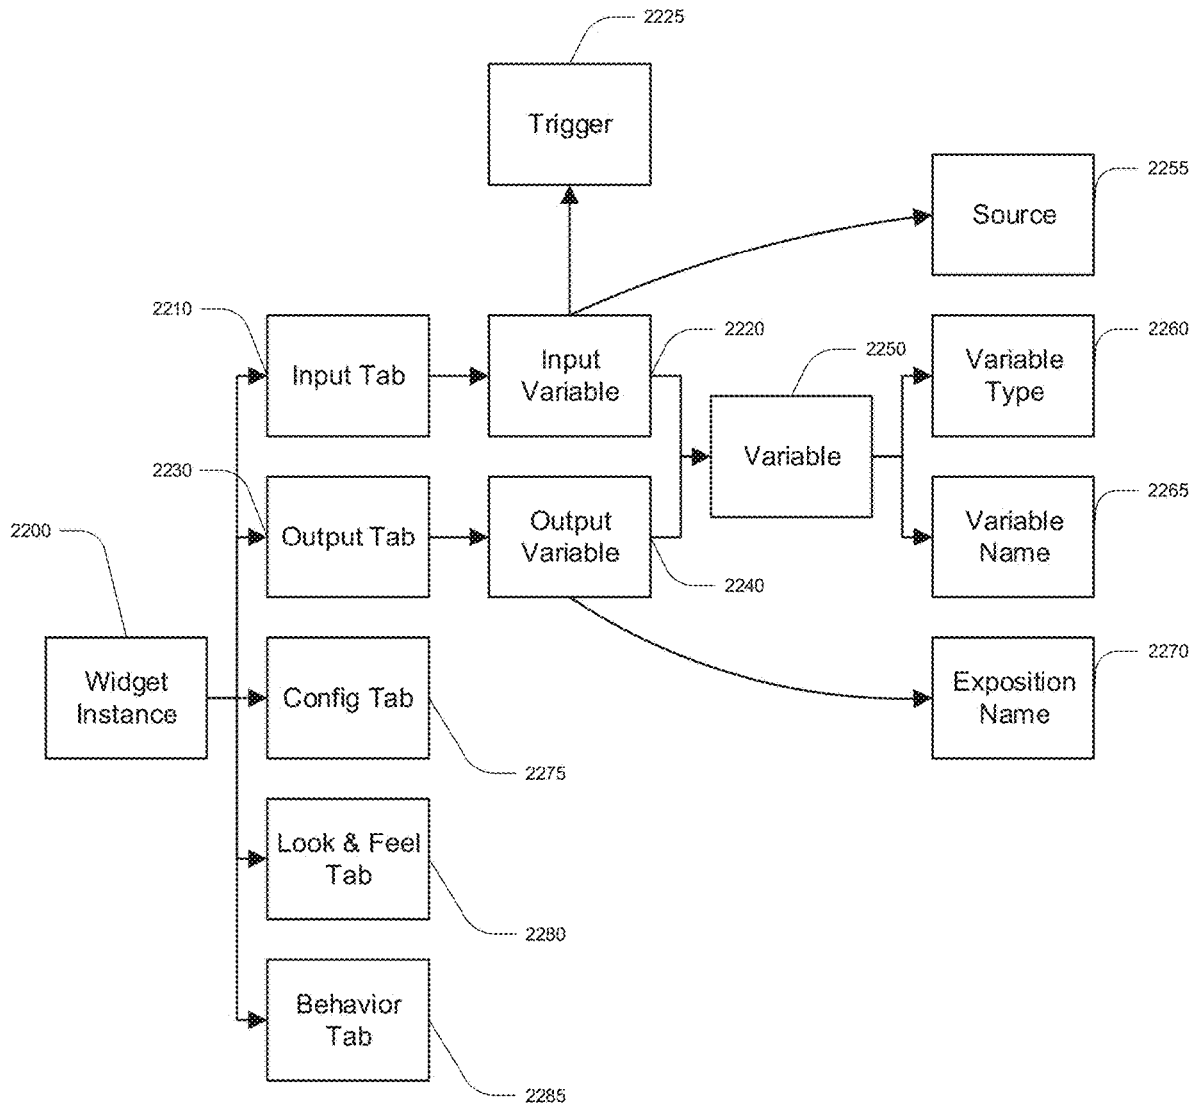 2225
Trigger
2255
Source
2210
Input Tab
Input
Variable
2220
2250
Variable
2260
Variable
Type
2230
Output Tab
Output
Variable
2240
2265
Variable
Name
2200
Widget
Instance
Config Tab
2275
2270
Exposition
Name
Look & Feel
Tab
2280
Behavior
Tab
2285